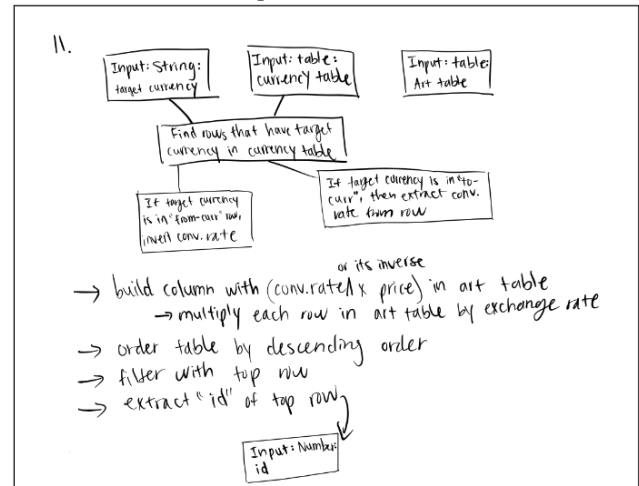 11.
Input: String:
target currency
Input: table:
currency table
Input: table:
Art table
Find rows that have target
currency in currency table
If target currency
is in "from-curr" row,
invert conv. rate
If target currency is in "to-
curr", then extract conv.
rate from row
or its inverse
→ build column with (conv.rate ∧ x price) in art table
→ multiply each row in art table by exchange rate
→ order table by descending order
→ filter with top row
→ extract "id" of top row
Input: Number:
id